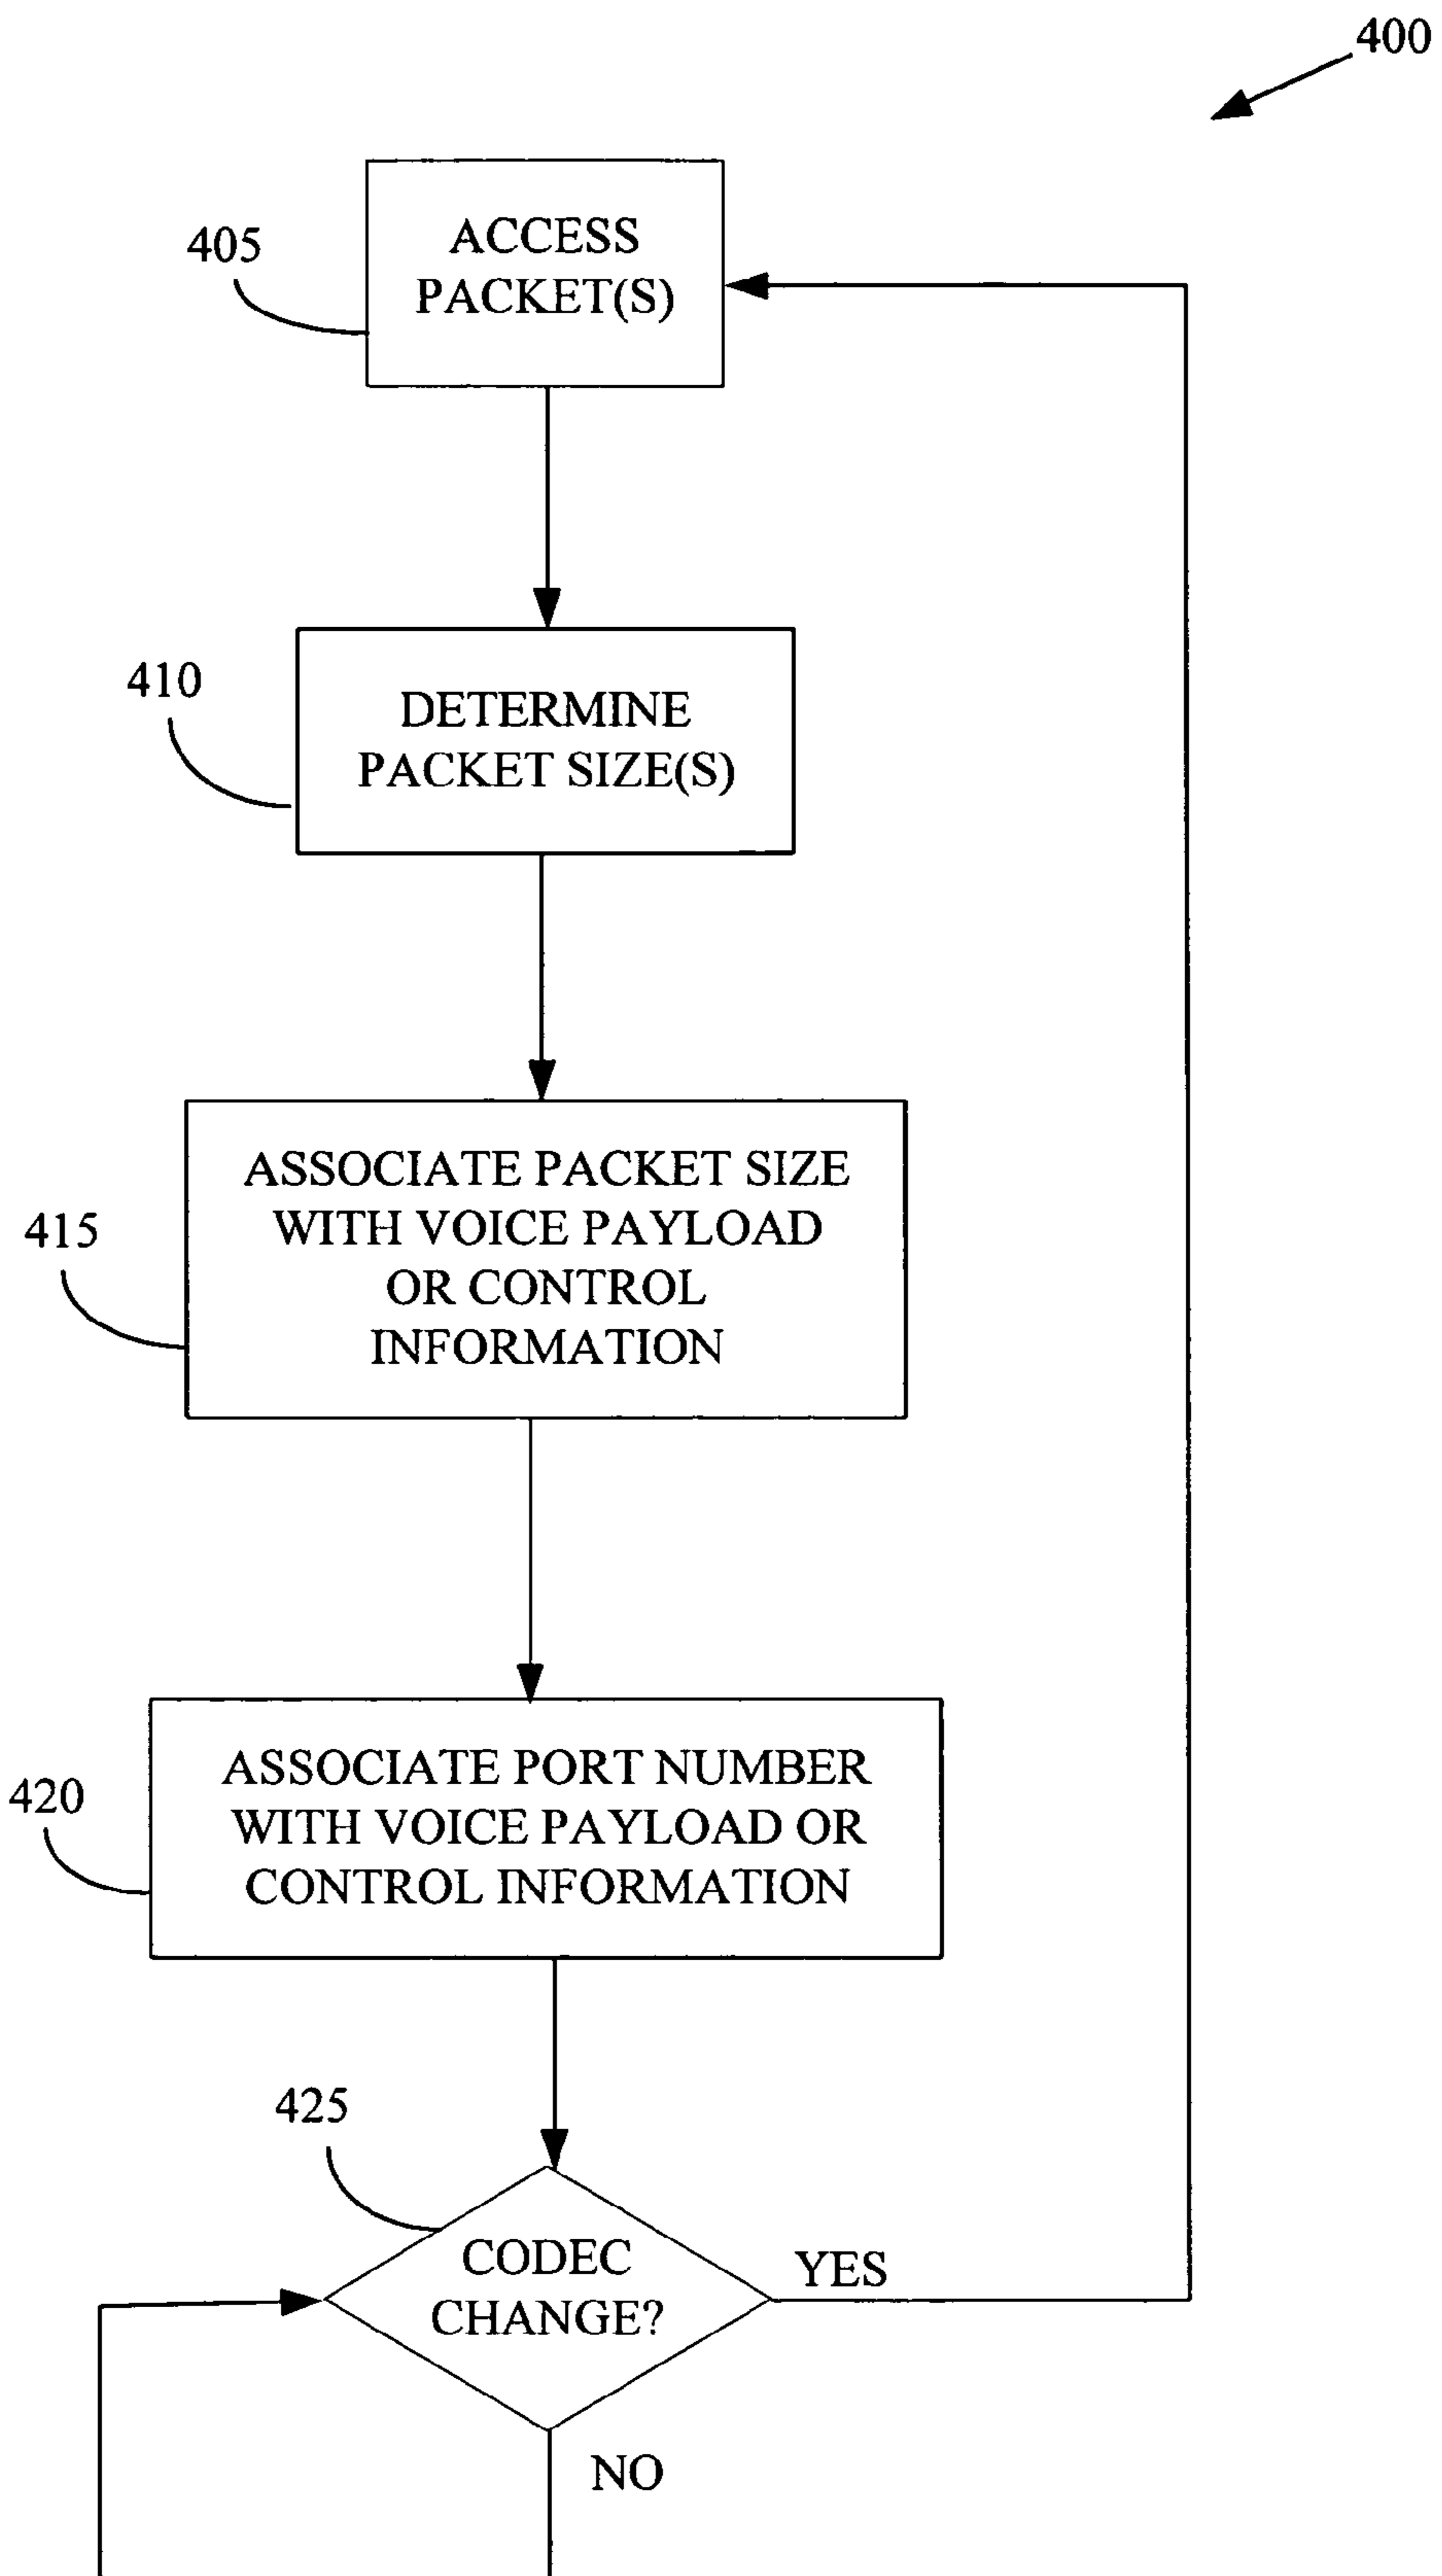 400
405
ACCESS
PACKET(S)
410
DETERMINE
PACKET SIZE(S)
415
ASSOCIATE PACKET SIZE
WITH VOICE PAYLOAD
OR CONTROL
INFORMATION
420
ASSOCIATE PORT NUMBER
WITH VOICE PAYLOAD OR
CONTROL INFORMATION
425
CODEC
CHANGE?
YES
NO